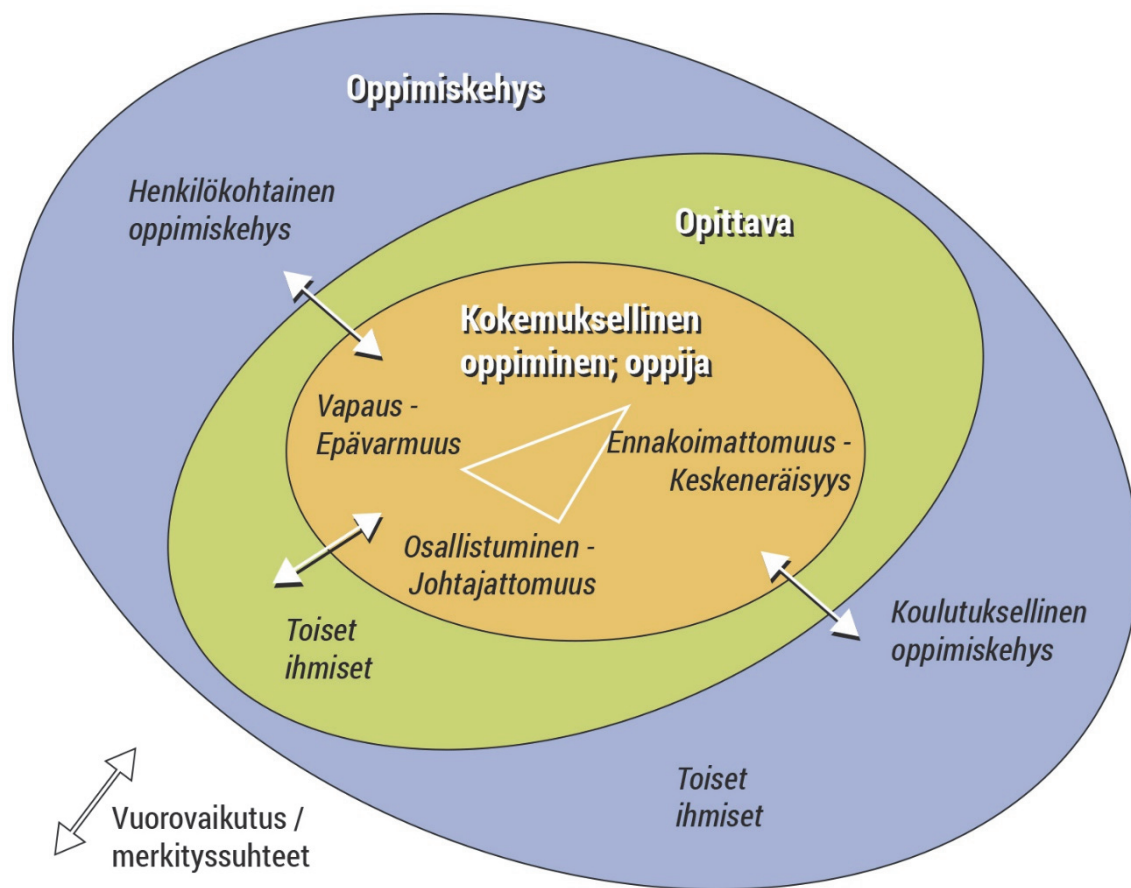 Oppimiskehys
Henkilökohtainen
oppimiskehys
Opittava
Kokemuksellinen
oppiminen; oppija
Vapaus -
Epävarmuus
Ennakoimattomuus -
Keskeneräisyys
Osallistuminen -
Johtajattomuus
Toiset
ihmiset
Koulutuksellinen
oppimiskehys
Toiset
ihmiset
Vuorovaikutus /
merkityssuhteet